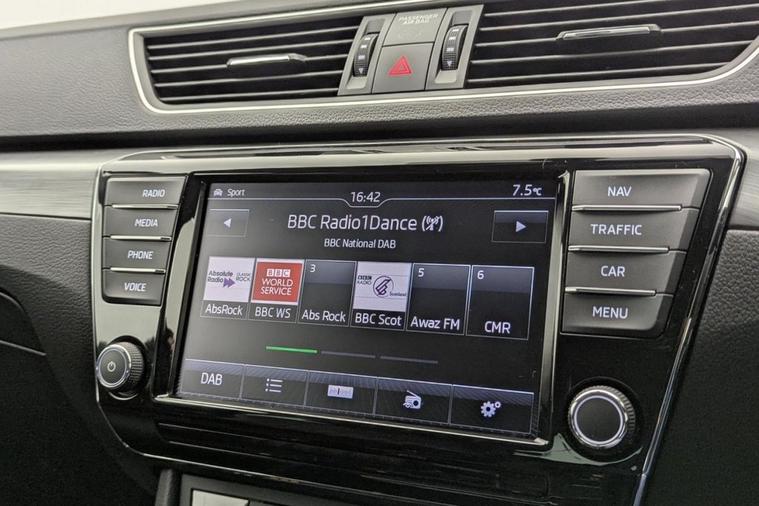 PASSENGER
AIR BAG
RADIO
MEDIA
PHONE
VOICE
Sport
16:42
7.5°C
BBC Radio1Dance
BBC National DAB
Absolute Radio
CLASSIC ROCK
AbsRock
BBC
WORLD
SERVICE
BBC WS
3
Abs Rock
BBC
RADIO
Scotland
BBC Scot
5
Awaz FM
6
CMR
DAB
NAV
TRAFFIC
CAR
MENU